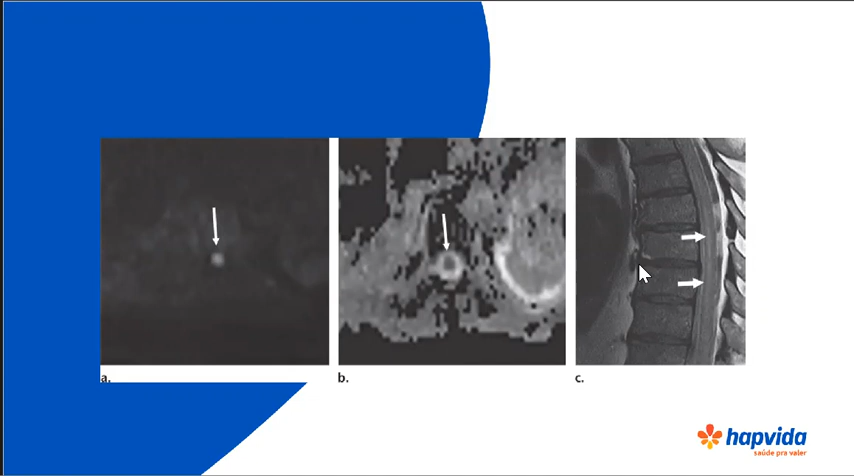 a.
b.
c.
hapvida
saúde pra valer